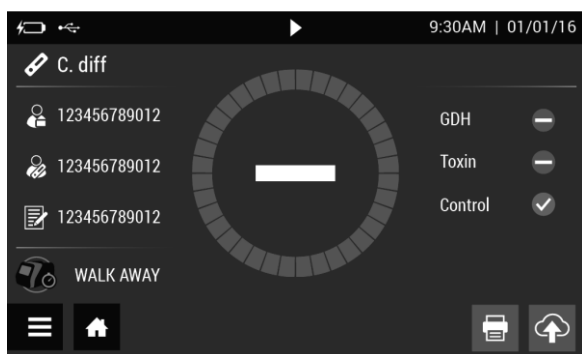 9:30AM | 01/01/16
C. diff
123456789012
123456789012
123456789012
WALK AWAY
GDH
Toxin
Control